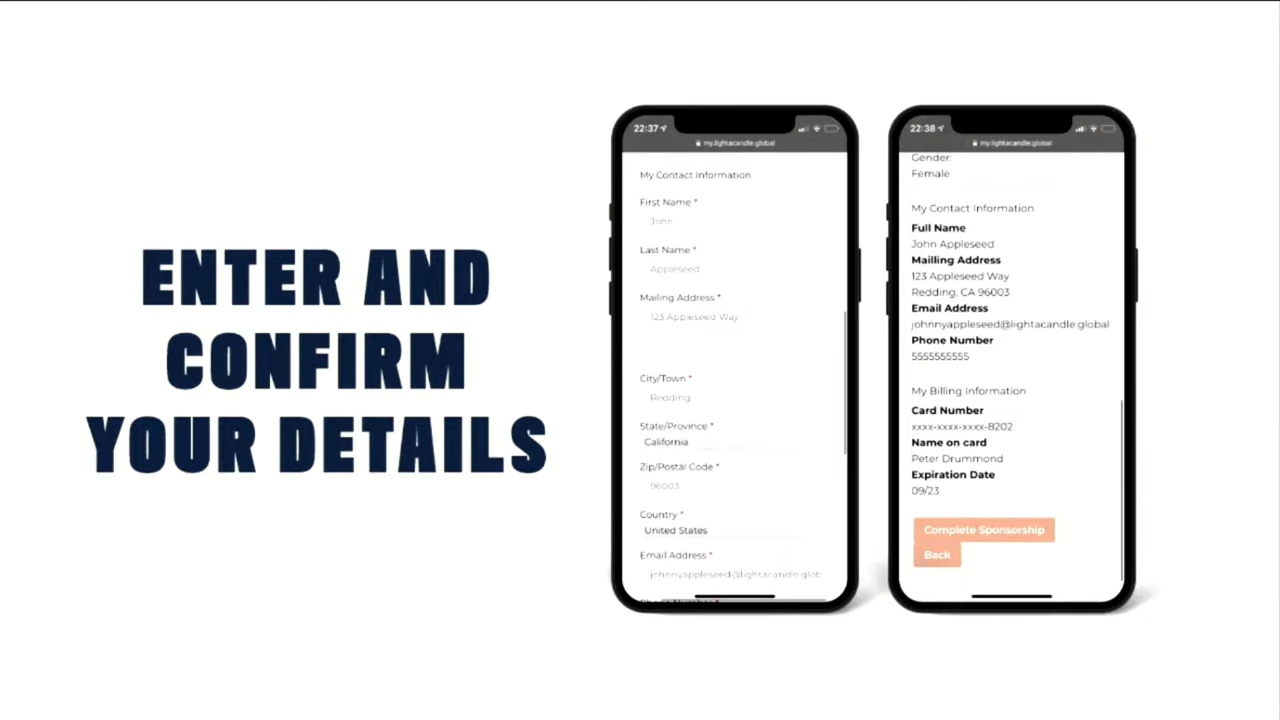 ENTER AND
CONFIRM
YOUR DETAILS
22:37
my.lightacandle.global
My Contact Information
First Name *
John
Last Name *
Appleseed
Mailing Address *
123 Appleseed Way
City/Town *
Redding
State/Province *
California
Zip/Postal Code *
96003
Country *
United States
Email Address *
johnnyappleseed@lightacandle.glob
22:38
my.lightacandle.global
Gender:
Female
My Contact Information
Full Name
John Appleseed
Mailling Address
123 Appleseed Way
Redding, CA 96003
Email Address
johnnyappleseed@lightacandle.global
Phone Number
5555555555
My Billing Information
Card Number
xxxx-xxxx-xxxx-8202
Name on card
Peter Drummond
Expiration Date
09/23
Complete Sponsorship
Back